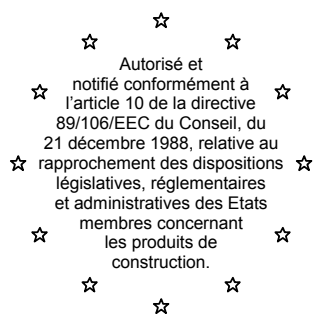 Autorisé et
notifié conformément à
l'article 10 de la directive
89/106/EEC du Conseil, du
21 décembre 1988, relative au
rapprochement des dispositions
législatives, réglementaires
et administratives des Etats
membres concernant
les produits de
construction.